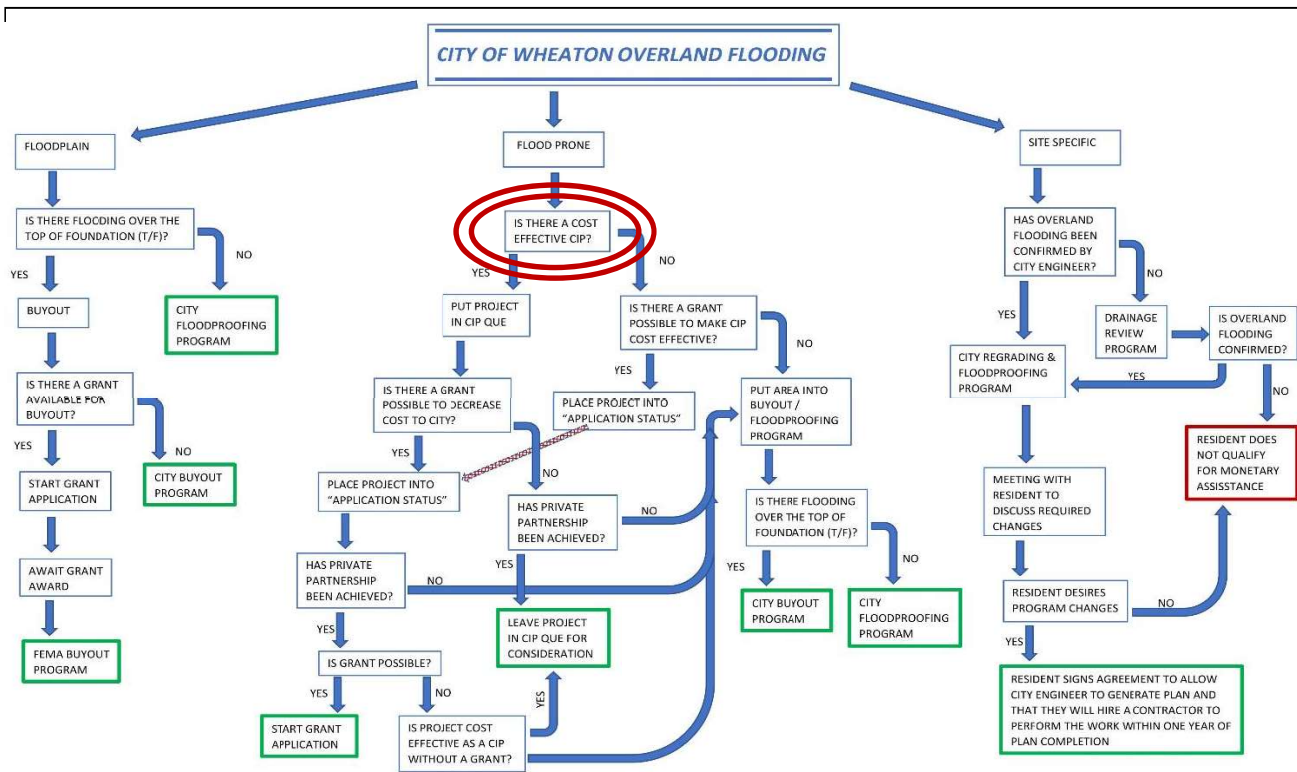 CITY OF WHEATON OVERLAND FLOODING
FLOODPLAIN
IS THERE FLOODING OVER THE
TOP OF FOUNDATION (T/F)?
YES
NO
BUYOUT
CITY
FLOODPROOFING
PROGRAM
IS THERE A GRANT
AVAILABLE FOR
BUYOUT?
YES
NO
START GRANT
APPLICATION
CITY BUYOUT
PROGRAM
AWAIT GRANT
AWARD
FEMA BUYOUT
PROGRAM
FLOOD PRONE
IS THERE A COST
EFFECTIVE CIP?
YES
NO
PUT PROJECT
IN CIP QUE
IS THERE A GRANT
POSSIBLE TO MAKE CIP
COST EFFECTIVE?
YES
NO
IS THERE A GRANT
POSSIBLE TO DECREASE
COST TO CITY?
PLACE PROJECT INTO
"APPLICATION STATUS"
PUT AREA INTO
BUYOUT /
FLOODPROOFING
PROGRAM
YES
NO
PLACE PROJECT INTO
"APPLICATION STATUS"
HAS PRIVATE
PARTNERSHIP
BEEN ACHIEVED?
NO
YES
IS THERE FLOODING
OVER THE TOP OF
FOUNDATION (T/F)?
YES
NO
HAS PRIVATE
PARTNERSHIP
BEEN ACHIEVED?
NO
YES
LEAVE PROJECT
IN CIP QUE FOR
CONSIDERATION
CITY BUYOUT
PROGRAM
CITY
FLOODPROOFING
PROGRAM
IS GRANT POSSIBLE?
YES
NO
YES
START GRANT
APPLICATION
IS PROJECT COST
EFFECTIVE AS A CIP
WITHOUT A GRANT?
SITE SPECIFIC
HAS OVERLAND
FLOODING BEEN
CONFIRMED BY
CITY ENGINEER?
YES
NO
DRAINAGE
REVIEW
PROGRAM
IS OVERLAND
FLOODING
CONFIRMED?
YES
NO
CITY REGRADING &
FLOODPROOFING
PROGRAM
RESIDENT DOES
NOT QUALIFY
FOR MONETARY
ASSISSTANCE
MEETING WITH
RESIDENT TO
DISCUSS REQUIRED
CHANGES
RESIDENT DESIRES
PROGRAM CHANGES
NO
YES
RESIDENT SIGNS AGREEMENT TO ALLOW
CITY ENGINEER TO GENERATE PLAN AND
THAT THEY WILL HIRE A CONTRACTOR TO
PERFORM THE WORK WITHIN ONE YEAR OF
PLAN COMPLETION